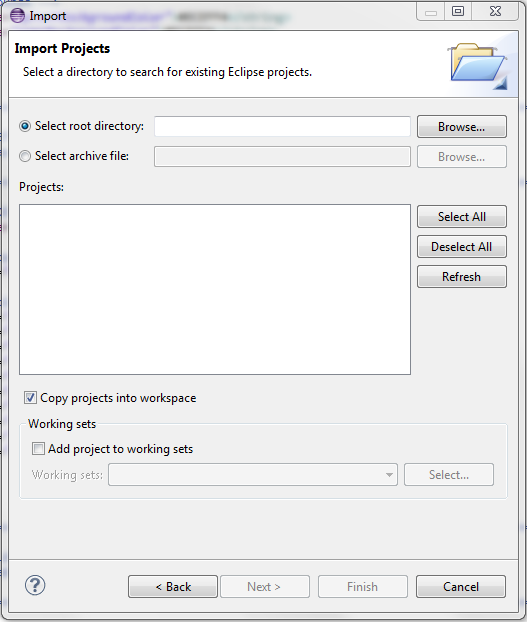 Import
Import Projects
Select a directory to search for existing Eclipse projects.
Select root directory:
Browse...
Select archive file:
Browse...
Projects:
Select All
Deselect All
Refresh
Copy projects into workspace
Working sets
Add project to working sets
Working sets:
Select...
?
< Back
Next >
Finish
Cancel